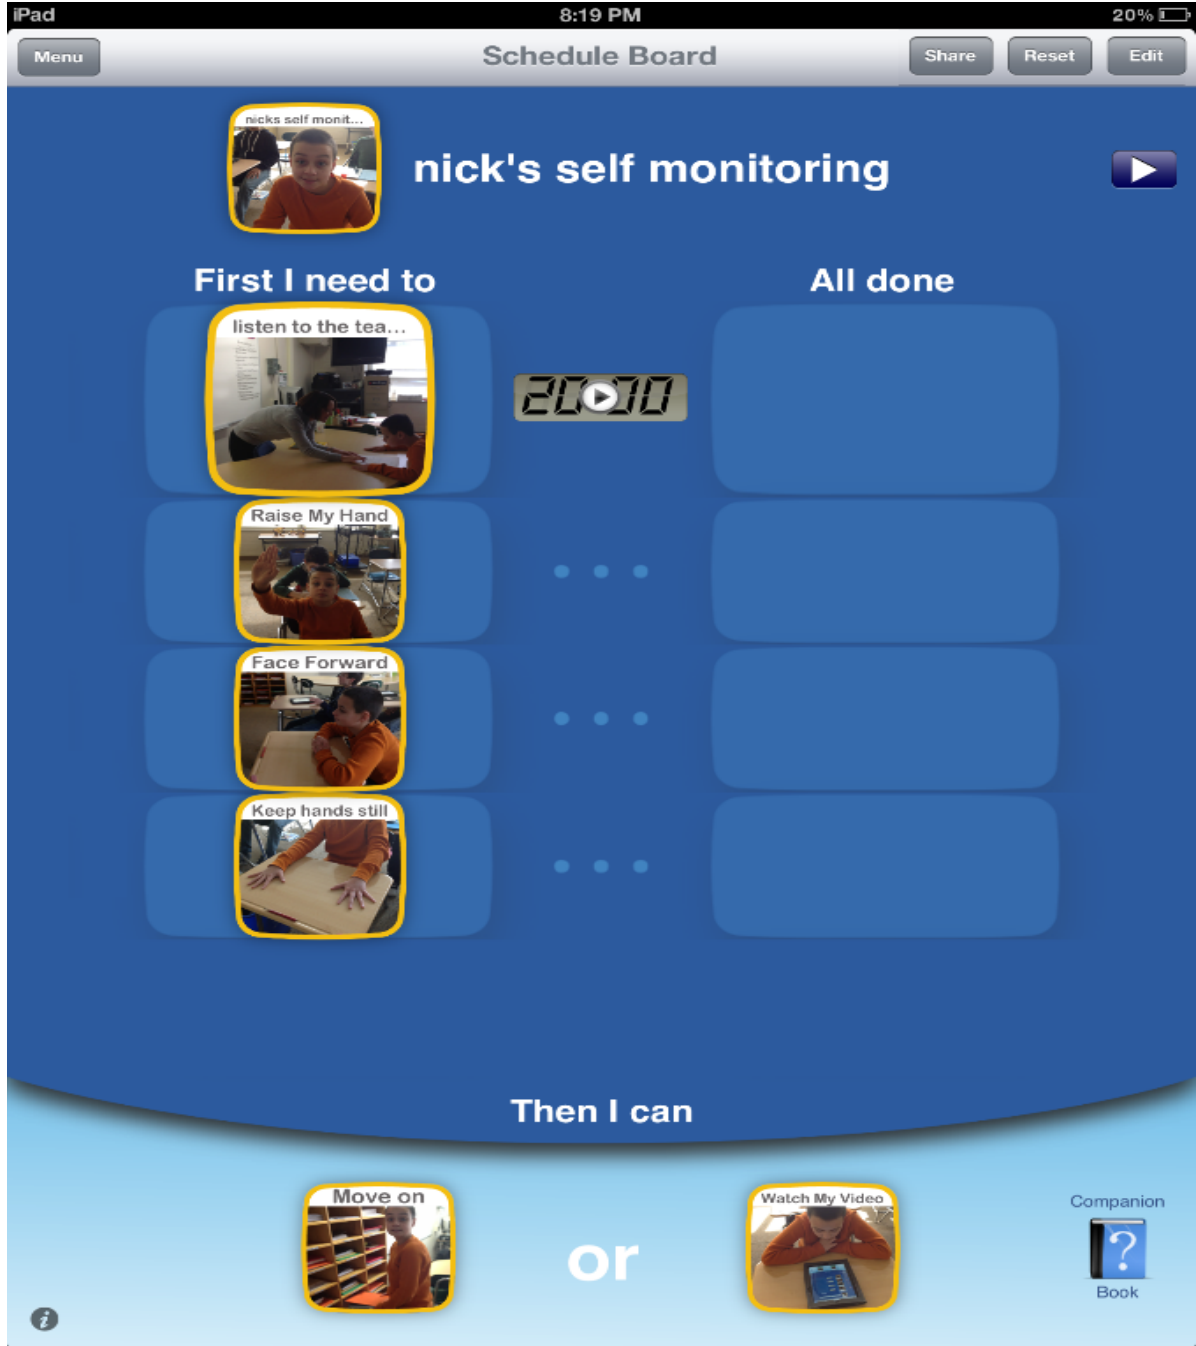 iPad 8:19 PM 20%
Menu Schedule Board Share Reset Edit
nicks self monit...
nick's self monitoring
First I need to All done
listen to the tea...
20:00
Raise My Hand
Face Forward
Keep hands still
Then I can
Move on
or
Watch My Video
Companion
?
Book
i